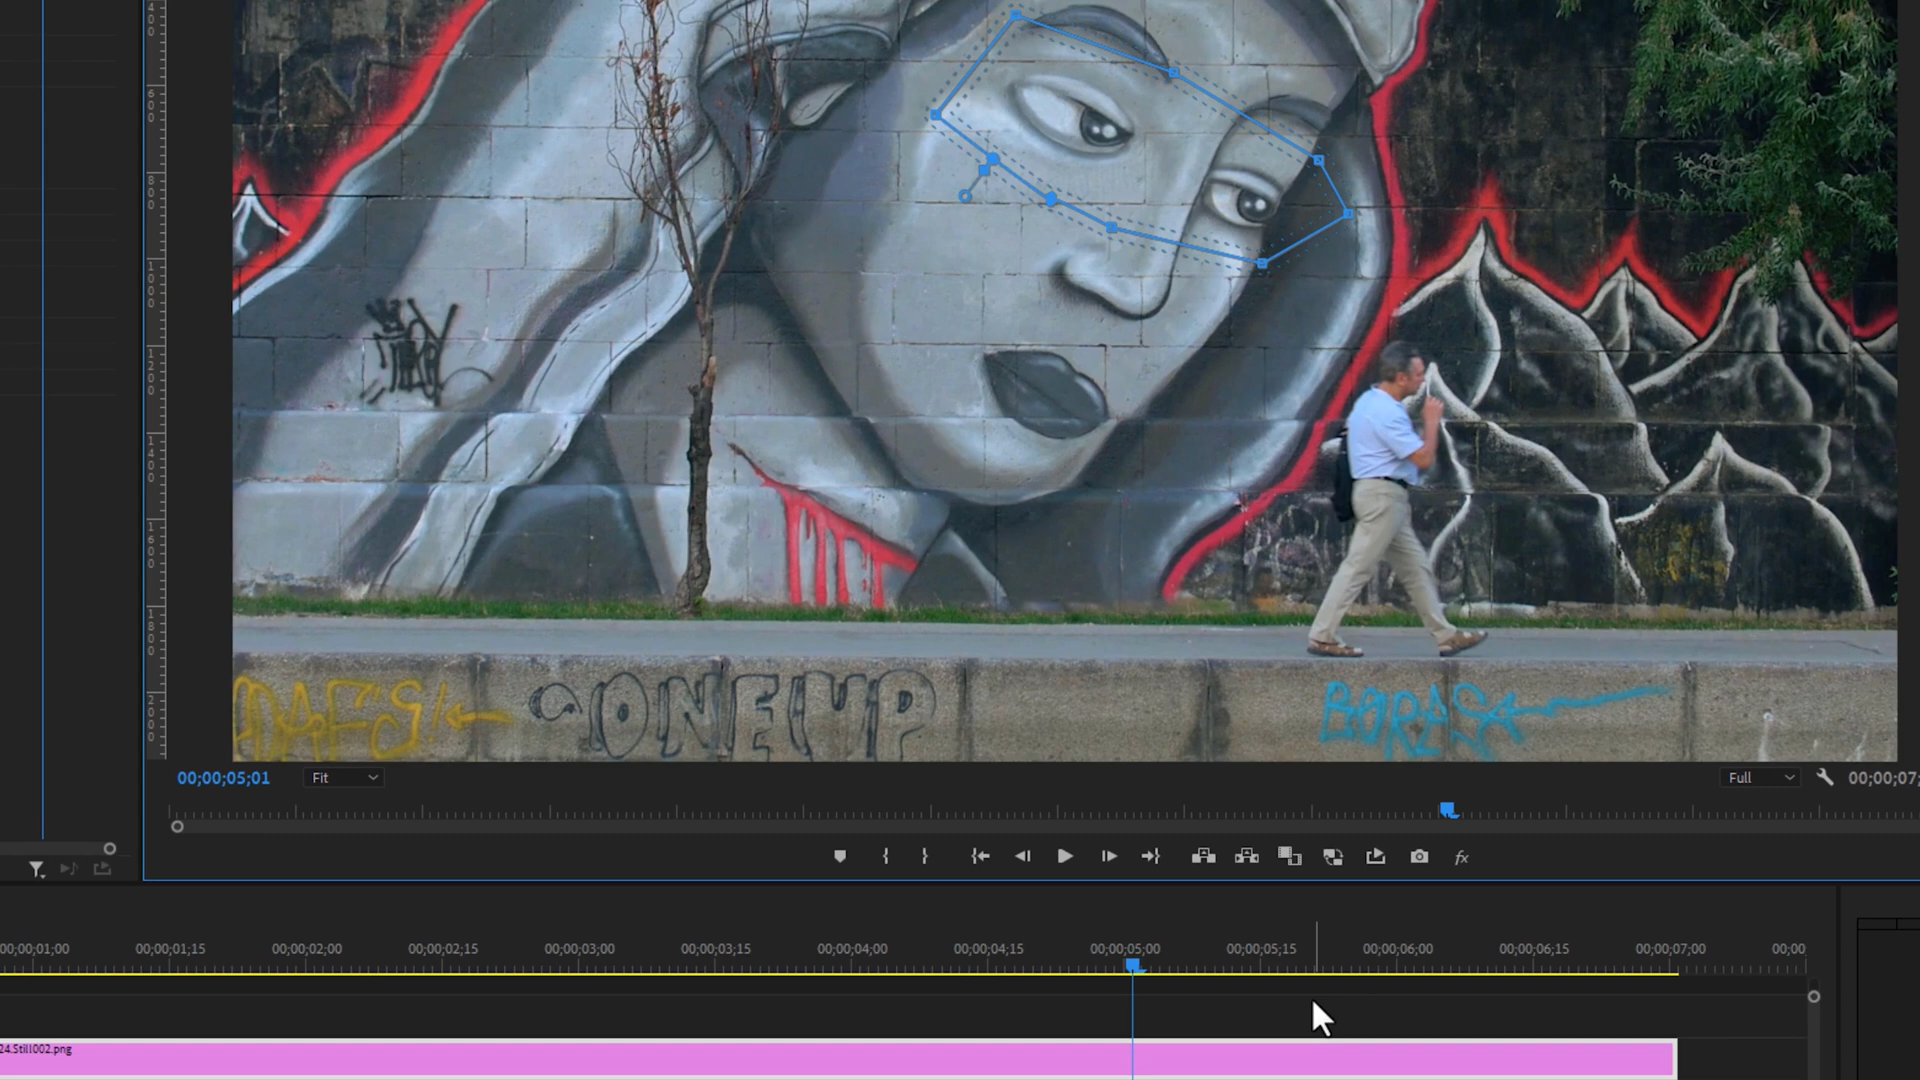 DAFS!
ONEUP
BORAS
00;00;05;01
Fit
Full
00;00;07;
fx
00;00;01;00
00;00;01;15
00;00;02;00
00;00;02;15
00;00;03;00
00;00;03;15
00;00;04;00
00;00;04;15
00;00;05;00
00;00;05;15
00;00;06;00
00;00;06;15
00;00;07;00
00;00
24.Still002.png